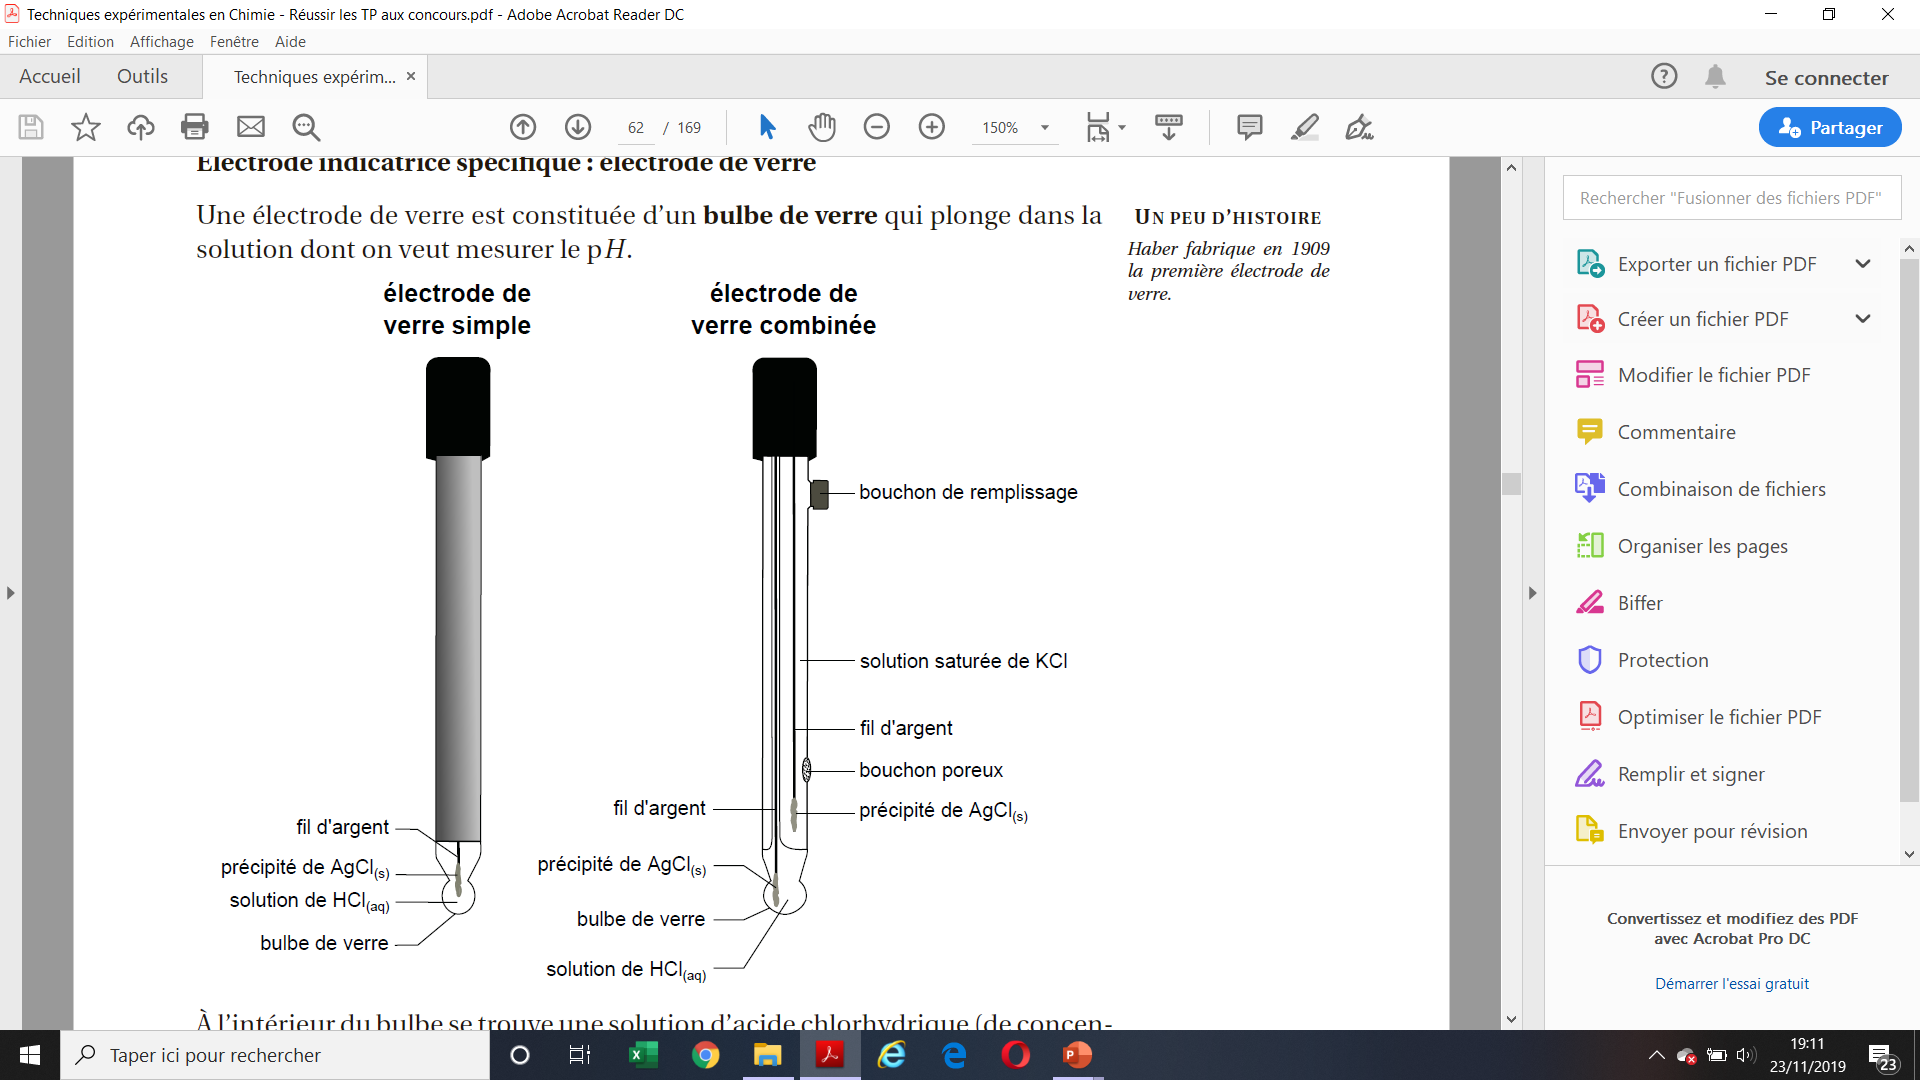 Techniques expérimentales en Chimie - Réussir les TP aux concours.pdf - Adobe Acrobat Reader DC
Fichier Edition Affichage Fenêtre Aide
Accueil Outils Techniques expérim... ×
Se connecter
62 / 169
150%
Partager
Electrode indicatrice spécifique : électrode de verre
Une électrode de verre est constituée d'un bulbe de verre qui plonge dans la
solution dont on veut mesurer le pH.
UN PEU D'HISTOIRE
Haber fabrique en 1909
la première électrode de
verre.
électrode de
verre simple
électrode de
verre combinée
bouchon de remplissage
solution saturée de KCl
fil d'argent
bouchon poreux
précipité de AgCl(s)
fil d'argent
précipité de AgCl(s)
bulbe de verre
solution de HCl(aq)
fil d'argent
précipité de AgCl(s)
solution de HCl(aq)
bulbe de verre
À l'intérieur du bulbe se trouve une solution d'acide chlorhydrique (de concen-
Rechercher "Fusionner des fichiers PDF"
Exporter un fichier PDF
Créer un fichier PDF
Modifier le fichier PDF
Commentaire
Combinaison de fichiers
Organiser les pages
Biffer
Protection
Optimiser le fichier PDF
Remplir et signer
Envoyer pour révision
Convertissez et modifiez des PDF
avec Acrobat Pro DC
Démarrer l'essai gratuit
Taper ici pour rechercher
19:11
23/11/2019
23